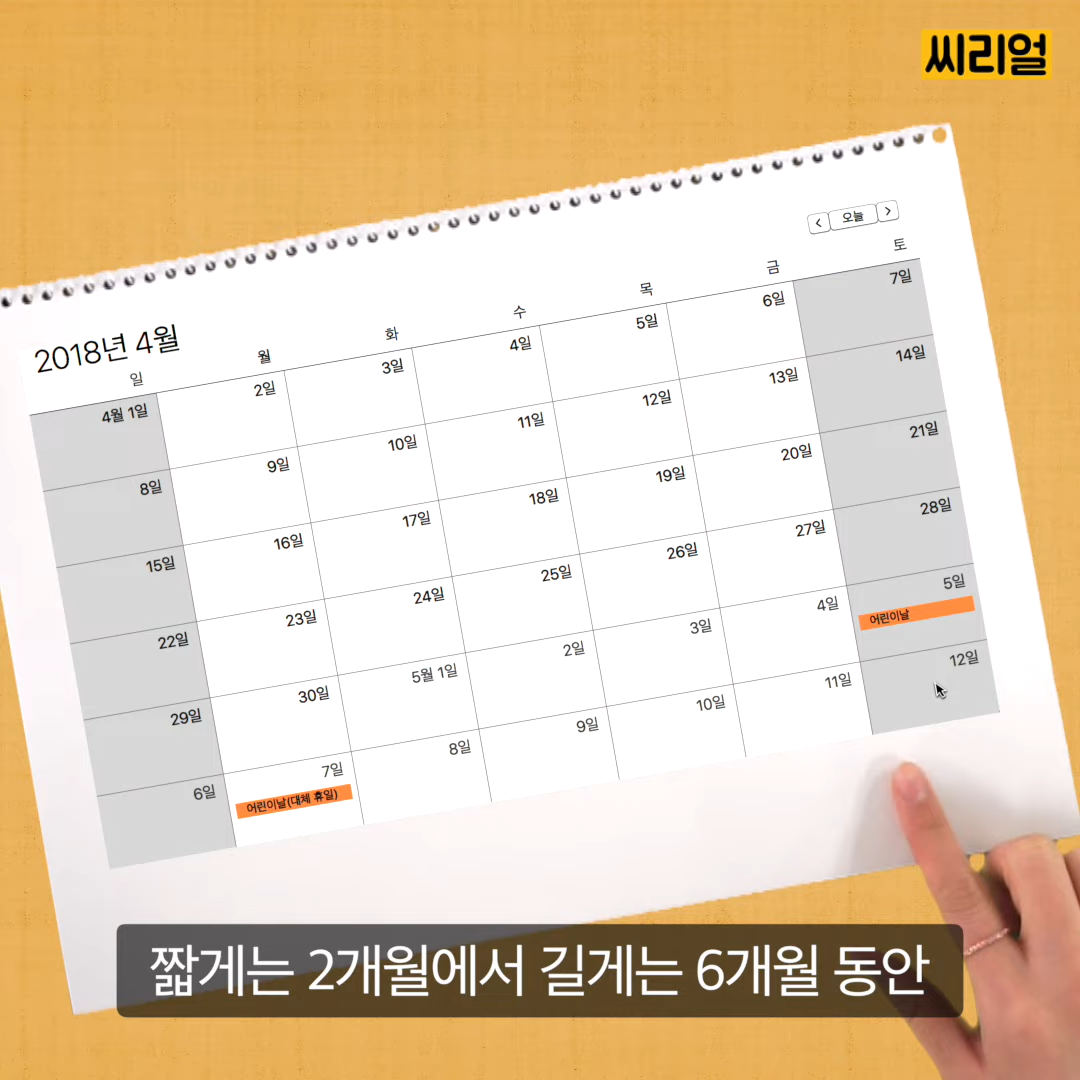 씨리얼
< 오늘 >
2018년 4월
일 월 화 수 목 금 토
4월 1일 2일 3일 4일 5일 6일 7일
8일 9일 10일 11일 12일 13일 14일
15일 16일 17일 18일 19일 20일 21일
22일 23일 24일 25일 26일 27일 28일
29일 30일 5월 1일 2일 3일 4일 5일
어린이날
6일 7일 8일 9일 10일 11일 12일
어린이날(대체 휴일)
짧게는 2개월에서 길게는 6개월 동안